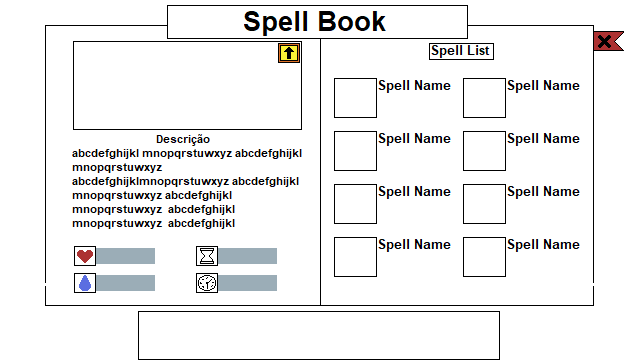 Spell Book
Descrição
abcdefghijkl mnopqrstuwxyz abcdefghijkl
mnopqrstuwxyz
abcdefghijklmnopqrstuwxyz abcdefghijkl
mnopqrstuwxyz abcdefghijkl
mnopqrstuwxyz  abcdefghijkl
mnopqrstuwxyz  abcdefghijkl
Spell List
Spell Name Spell Name
Spell Name Spell Name
Spell Name Spell Name
Spell Name Spell Name